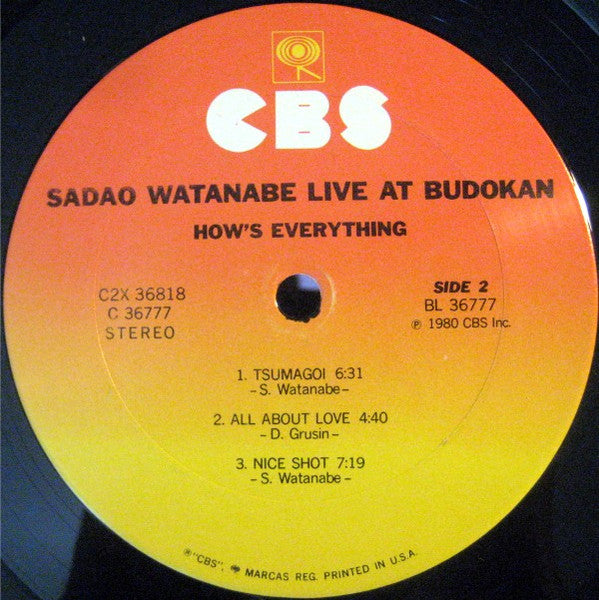 CBS
SADAO WATANABE LIVE AT BUDOKAN
HOW'S EVERYTHING
C2X 36818
C 36777
STEREO
SIDE 2
BL 36777
℗ 1980 CBS Inc.
1. TSUMAGOI 6:31
– S. Watanabe –
2. ALL ABOUT LOVE 4:40
– D. Grusin –
3. NICE SHOT 7:19
– S. Watanabe –
®"CBS", MARCAS REG. PRINTED IN U.S.A.